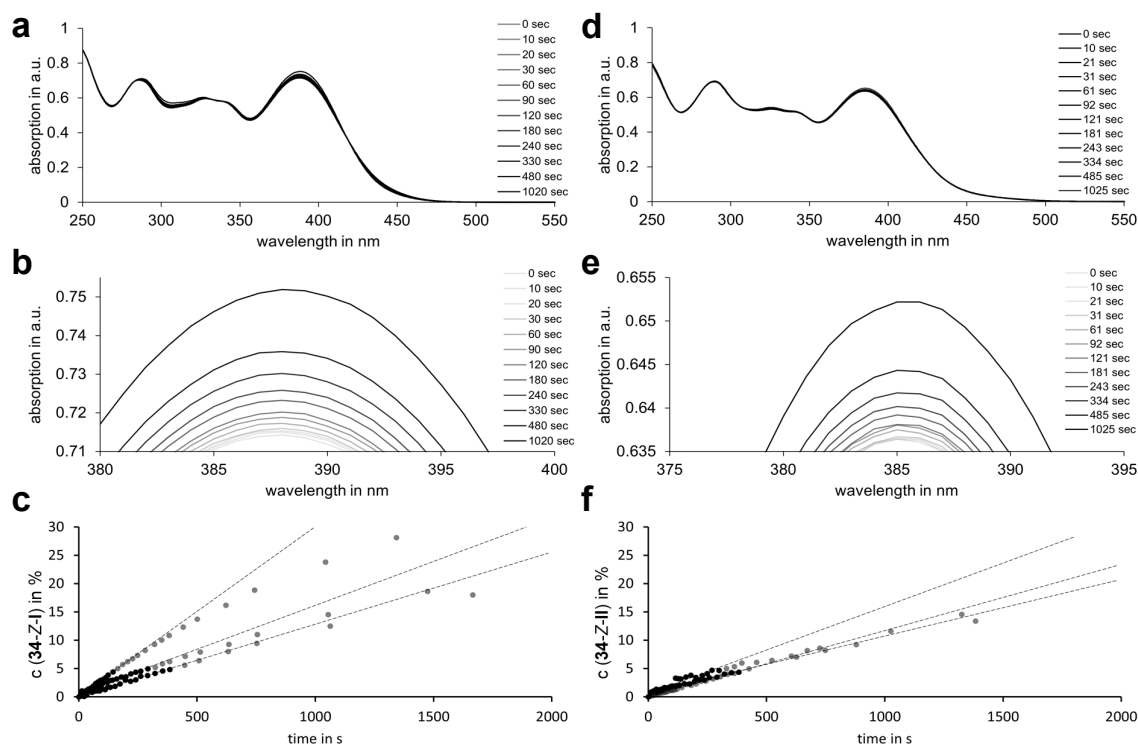 a
absorption in a.u.
1
0.8
0.6
0.4
0.2
0
250 300 350 400 450 500 550
wavelength in nm
0 sec
10 sec
20 sec
30 sec
60 sec
90 sec
120 sec
180 sec
240 sec
330 sec
480 sec
1020 sec
d
absorption in a.u.
1
0.8
0.6
0.4
0.2
0
250 300 350 400 450 500 550
wavelength in nm
0 sec
10 sec
21 sec
31 sec
61 sec
92 sec
121 sec
181 sec
243 sec
334 sec
485 sec
1025 sec
b
absorption in a.u.
0.75
0.74
0.73
0.72
0.71
380 385 390 395 400
wavelength in nm
0 sec
10 sec
20 sec
30 sec
60 sec
90 sec
120 sec
180 sec
240 sec
330 sec
480 sec
1020 sec
e
absorption in a.u.
0.655
0.65
0.645
0.64
0.635
375 380 385 390 395
wavelength in nm
0 sec
10 sec
21 sec
31 sec
61 sec
92 sec
121 sec
181 sec
243 sec
334 sec
485 sec
1025 sec
c
c (34-Z-I) in %
30
25
20
15
10
5
0
0 500 1000 1500 2000
time in s
f
c (34-Z-II) in %
30
25
20
15
10
5
0
0 500 1000 1500 2000
time in s